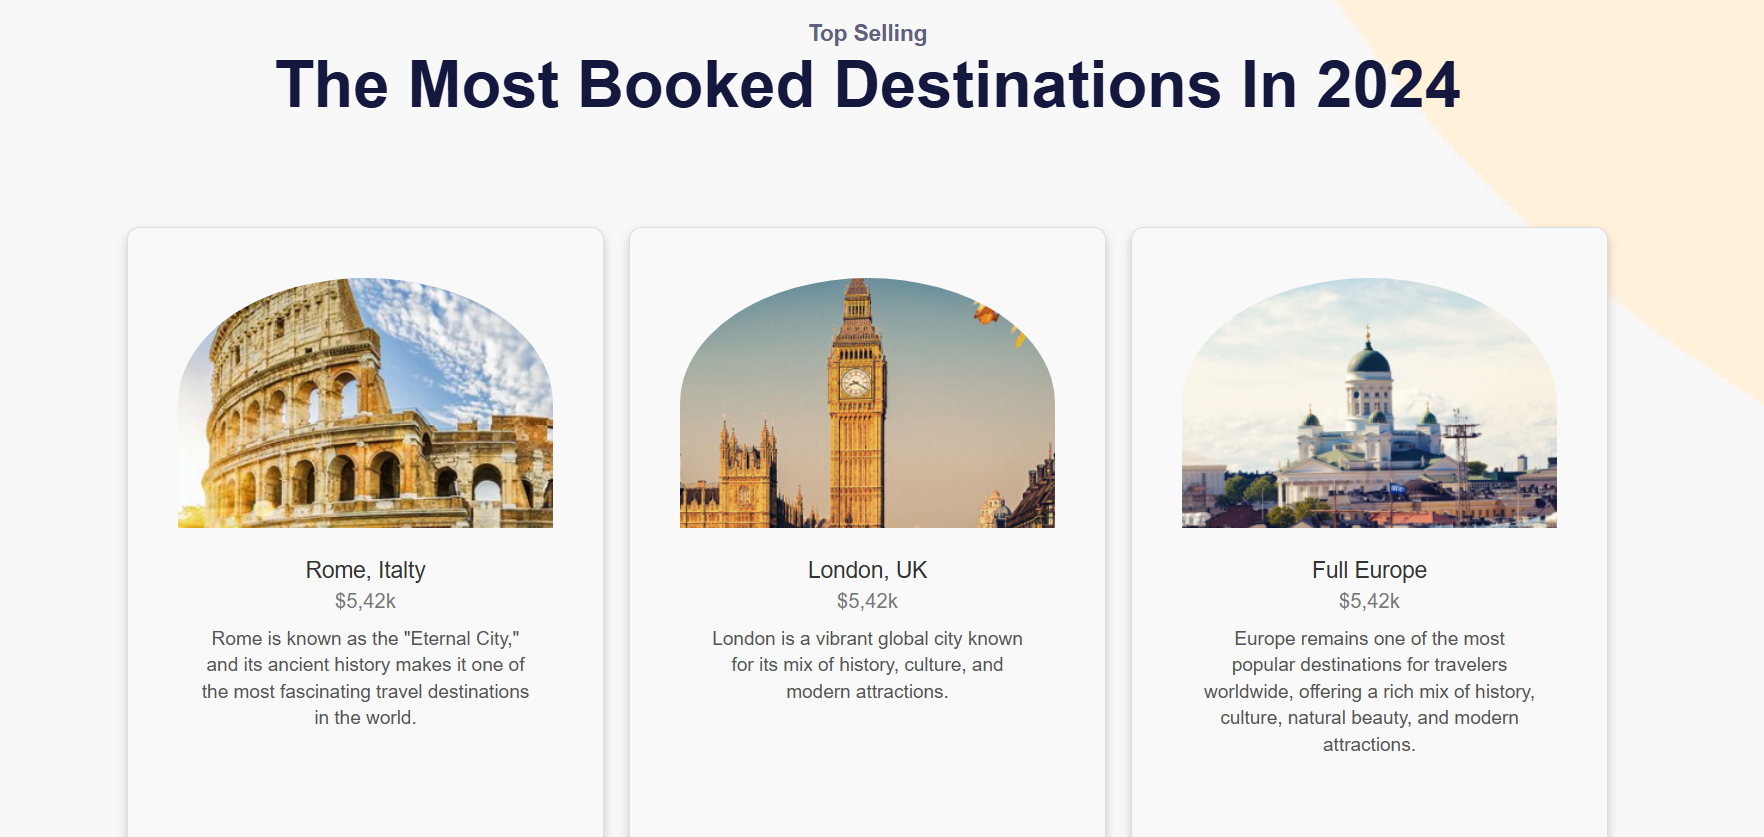 Top Selling
The Most Booked Destinations In 2024
Rome, Italty
$5,42k
Rome is known as the "Eternal City,"
and its ancient history makes it one of
the most fascinating travel destinations
in the world.
London, UK
$5,42k
London is a vibrant global city known
for its mix of history, culture, and
modern attractions.
Full Europe
$5,42k
Europe remains one of the most
popular destinations for travelers
worldwide, offering a rich mix of history,
culture, natural beauty, and modern
attractions.